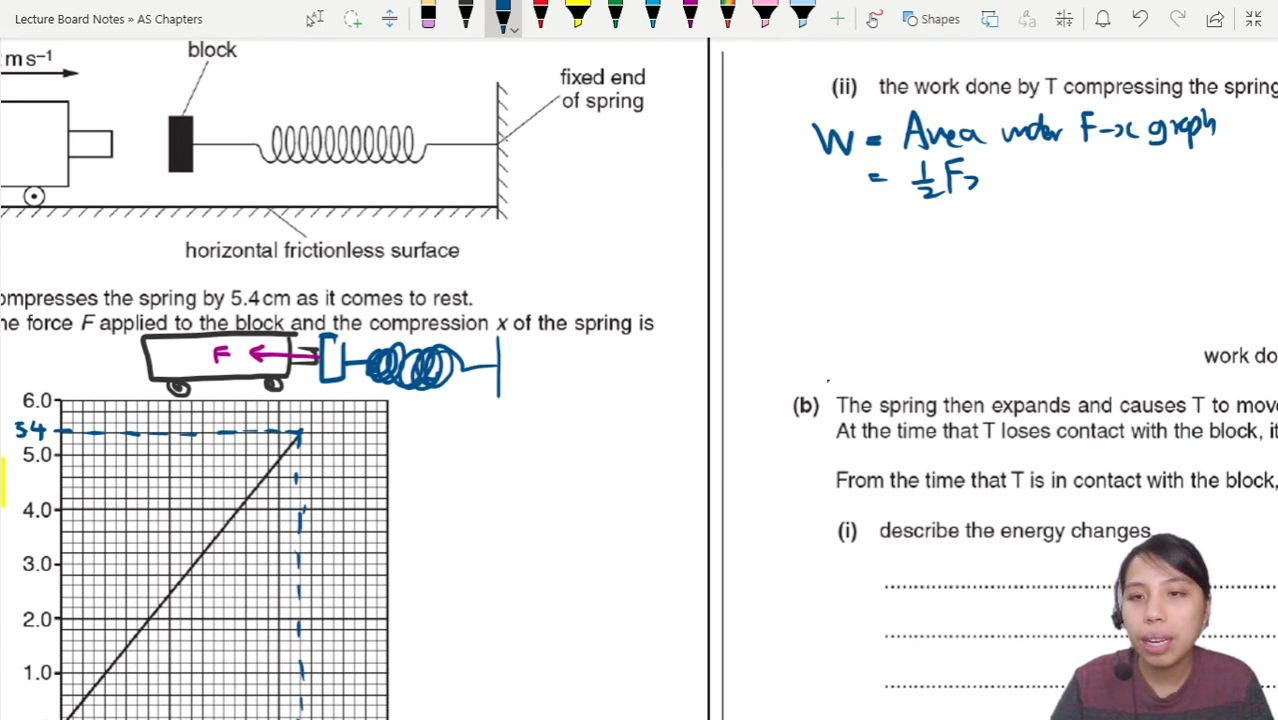 Lecture Board Notes » AS Chapters
Shapes
m s⁻¹
block
fixed end
of spring
horizontal frictionless surface
ompresses the spring by 5.4 cm as it comes to rest.
he force F applied to the block and the compression x of the spring is
F
6.0
54
5.0
4.0
3.0
2.0
1.0
(ii) the work done by T compressing the spring
W = Area under F-x graph
= ½Fx
work do
(b) The spring then expands and causes T to mov
At the time that T loses contact with the block, i
From the time that T is in contact with the block,
(i) describe the energy changes